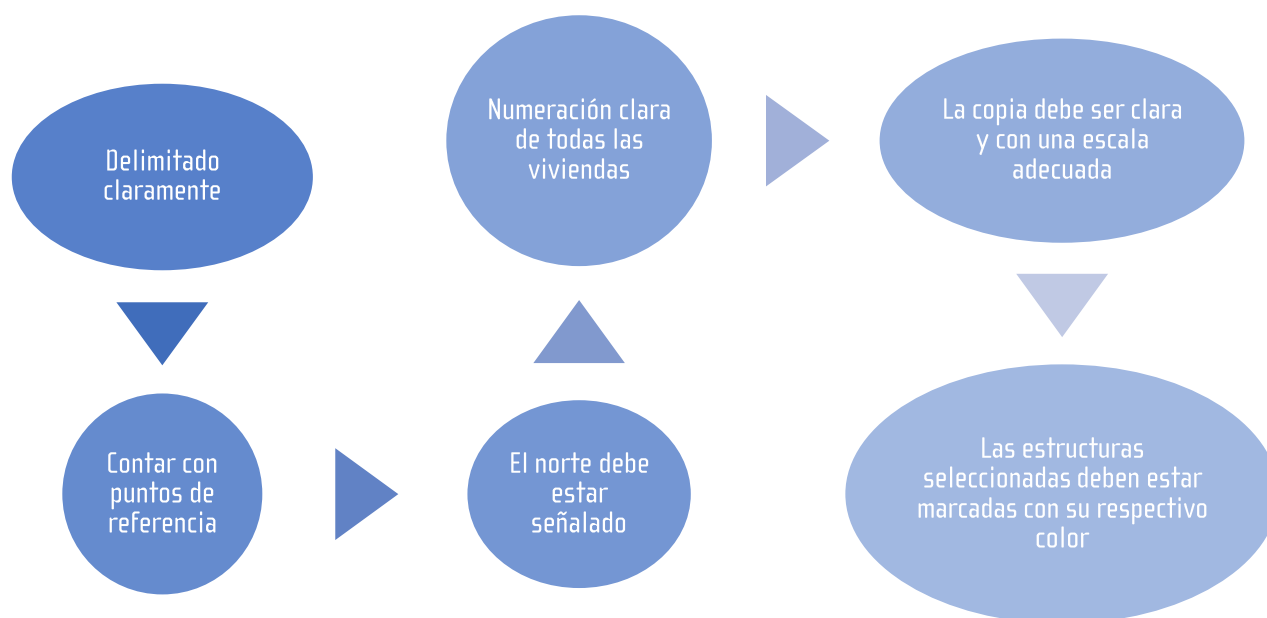 Delimitado
claramente
Contar con
puntos de
referencia
El norte debe
estar
señalado
Numeración clara
de todas las
viviendas
La copia debe ser clara
y con una escala
adecuada
Las estructuras
seleccionadas deben estar
marcadas con su respectivo
color